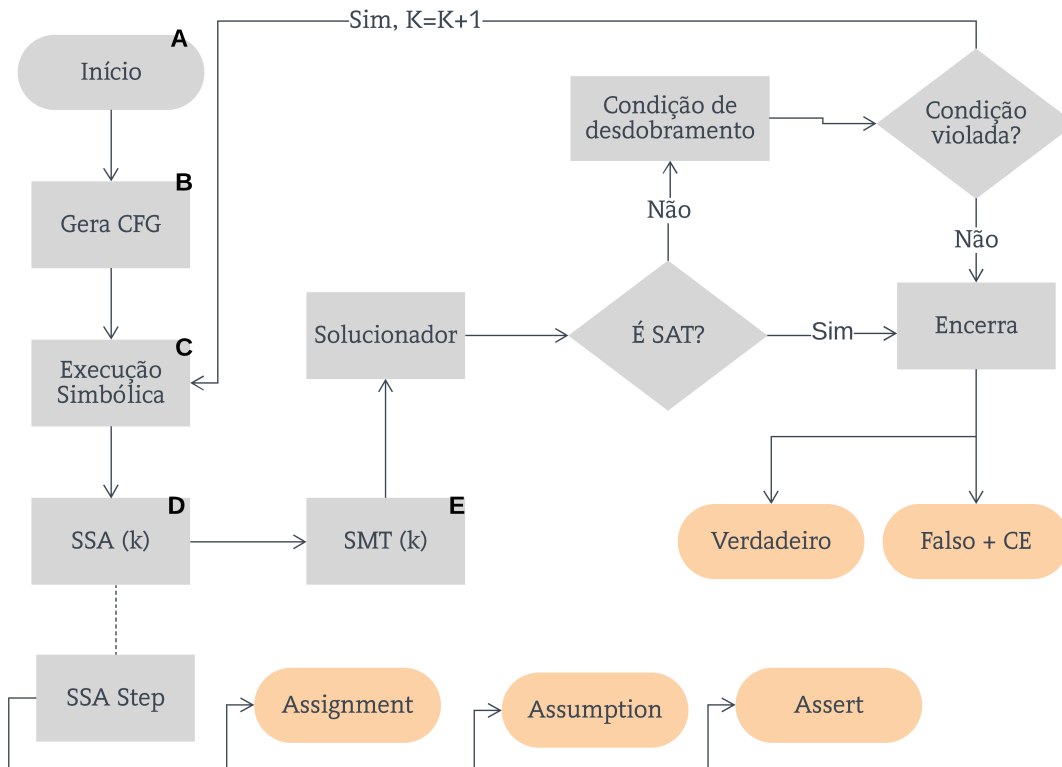 Sim, K=K+1
A
Início
Condição de
desdobramento
Condição
violada?
B
Gera CFG
Não
Não
Solucionador
É SAT?
Sim
Encerra
C
Execução
Simbólica
D
SSA (k)
E
SMT (k)
Verdadeiro
Falso + CE
SSA Step
Assignment
Assumption
Assert